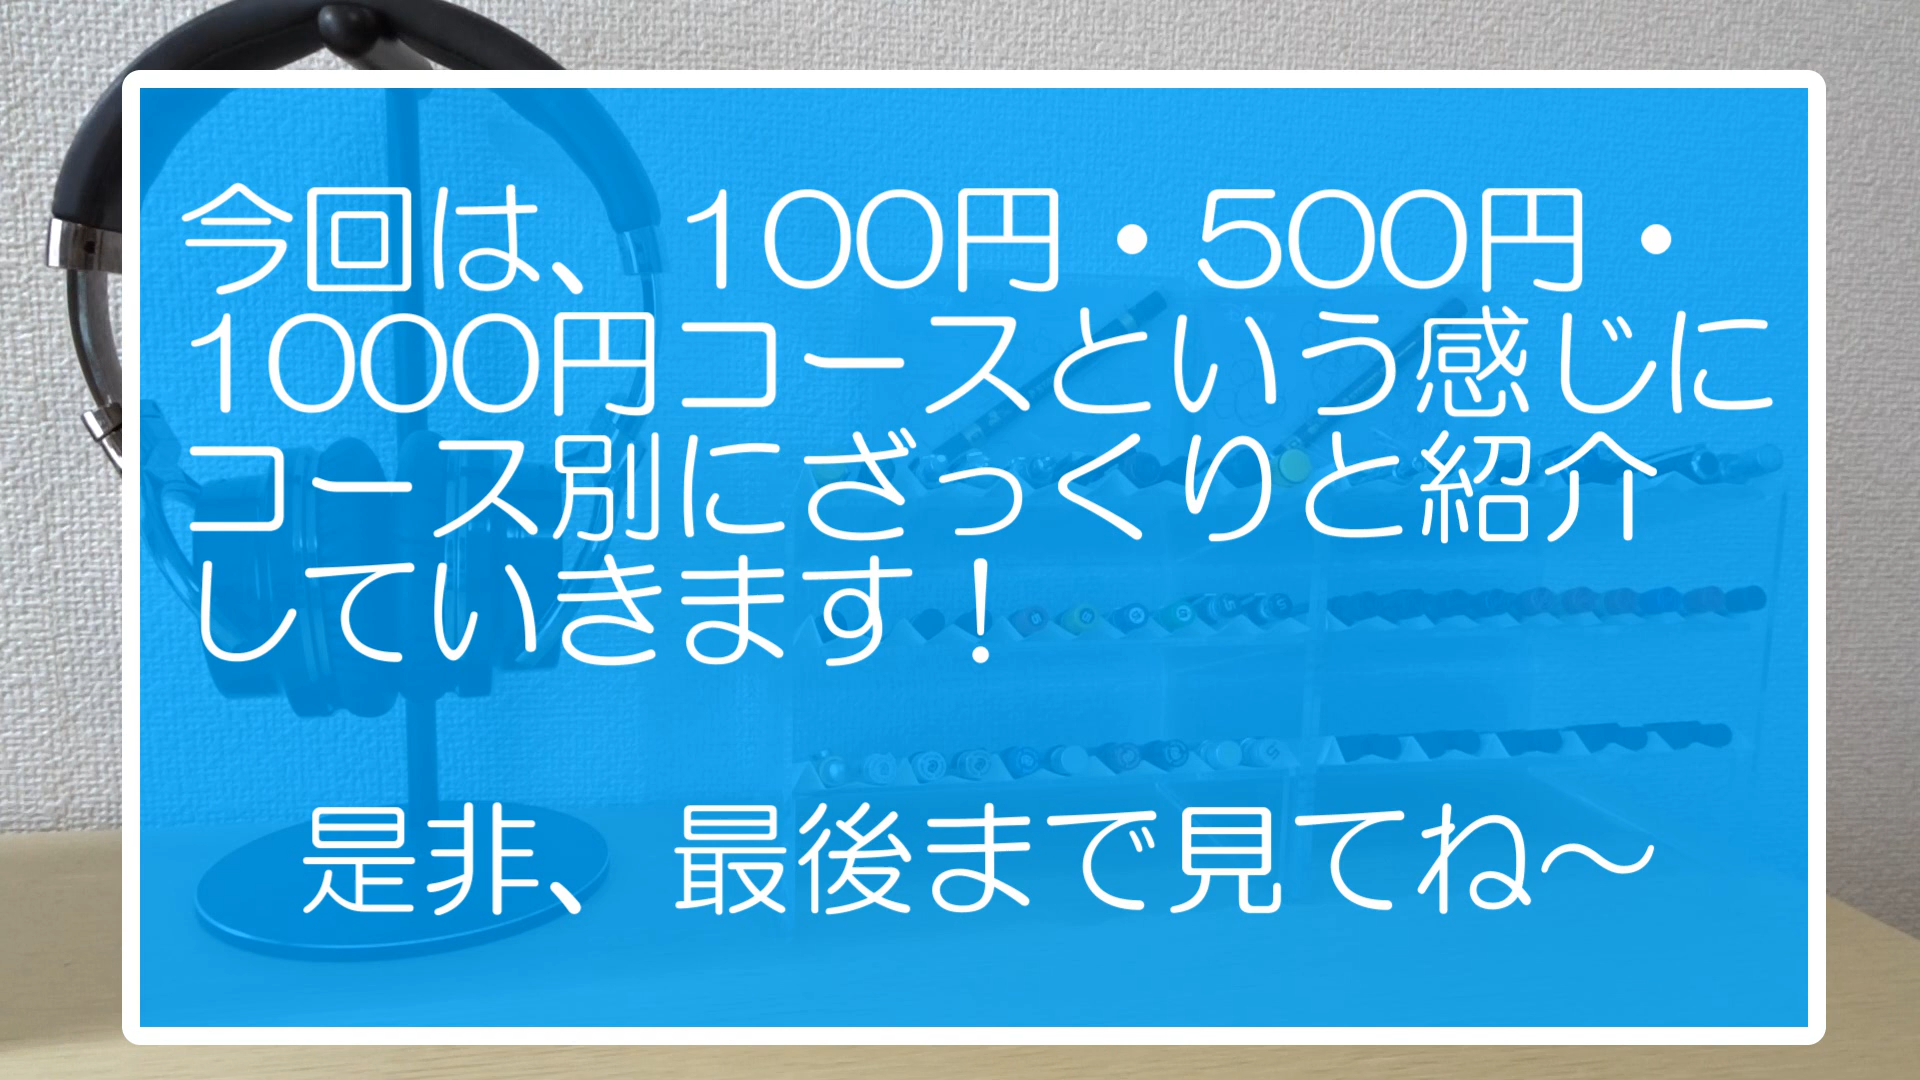 今回は、100円・500円・
1000円コースという感じに
コース別にざっくりと紹介
していきます！
是非、最後まで見てね～